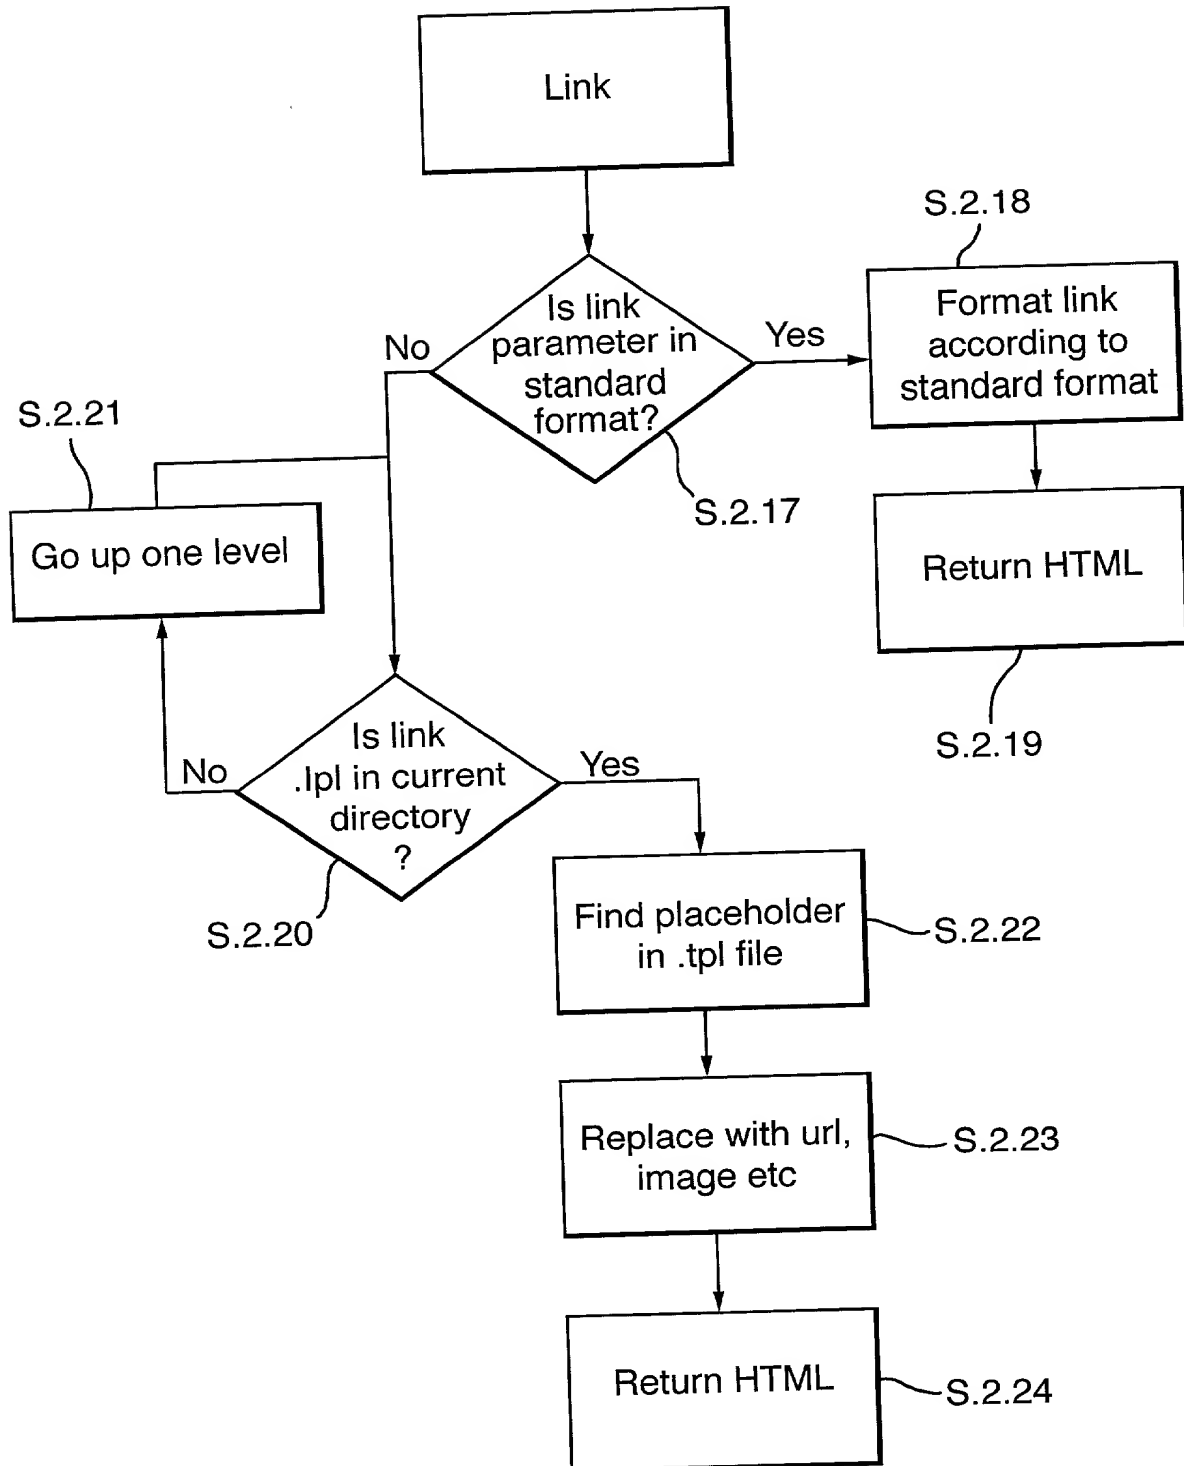 Link
S.2.18
Is link
parameter in
standard
format?
No
Yes
Format link
according to
standard format
S.2.21
S.2.17
Go up one level
Return HTML
S.2.19
Is link
.lpl in current
directory
?
No
Yes
S.2.20
Find placeholder
in .tpl file
S.2.22
Replace with url,
image etc
S.2.23
Return HTML
S.2.24